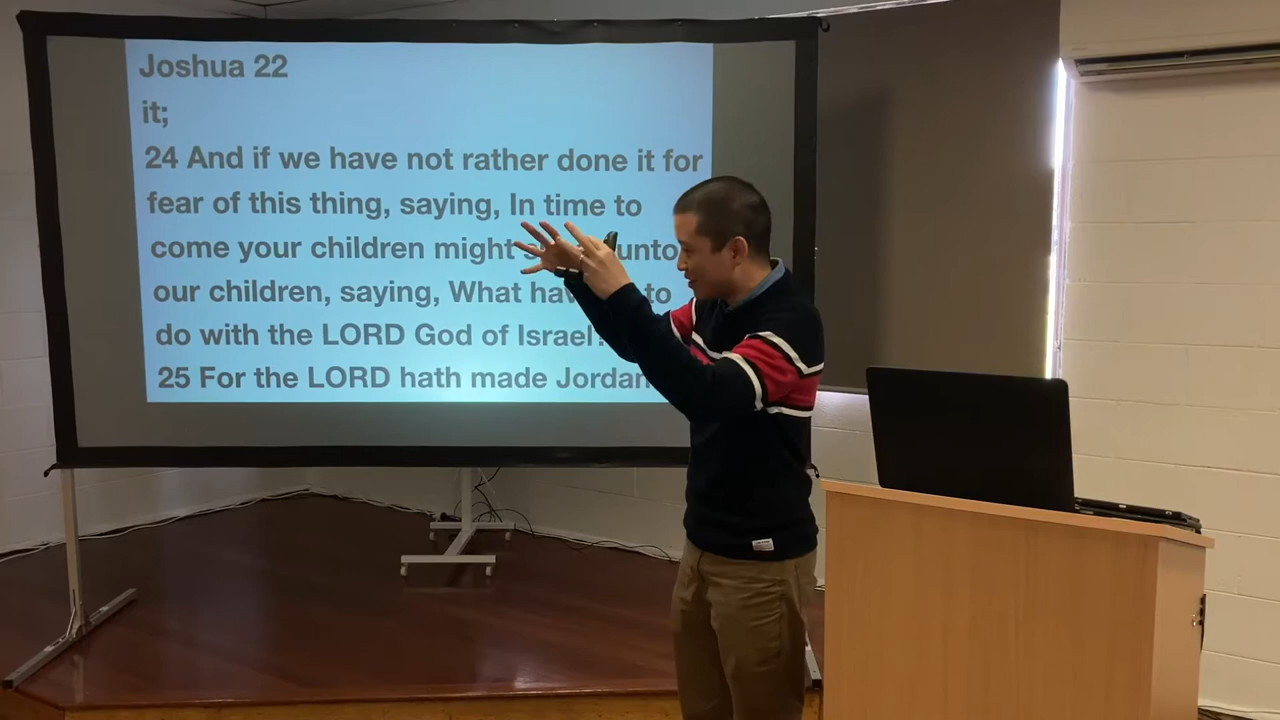 Joshua 22
it;
24 And if we have not rather done it for
fear of this thing, saying, In time to
come your children might unto
our children, saying, What to
do with the LORD God of Israel?
25 For the LORD hath made Jordan